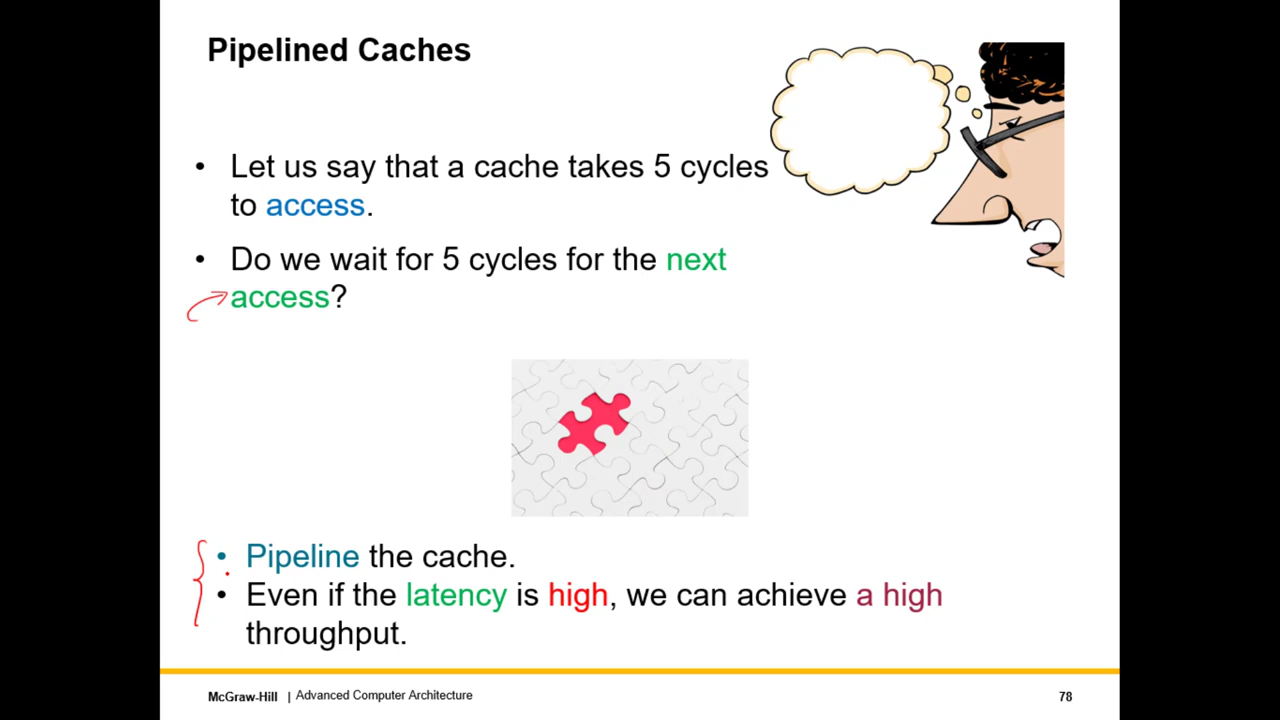 Pipelined Caches
• Let us say that a cache takes 5 cycles
to access.
• Do we wait for 5 cycles for the next
access?
• Pipeline the cache.
• Even if the latency is high, we can achieve a high
throughput.
McGraw-Hill | Advanced Computer Architecture
78